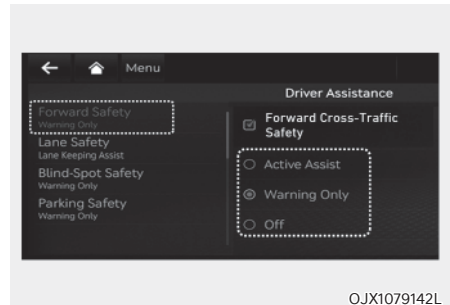 Menu
Driver Assistance
Forward Safety
Warning Only
Lane Safety
Lane Keeping Assist
Blind-Spot Safety
Warning Only
Parking Safety
Warning Only
Forward Cross-Traffic
Safety
Active Assist
Warning Only
Off
OJX1079142L